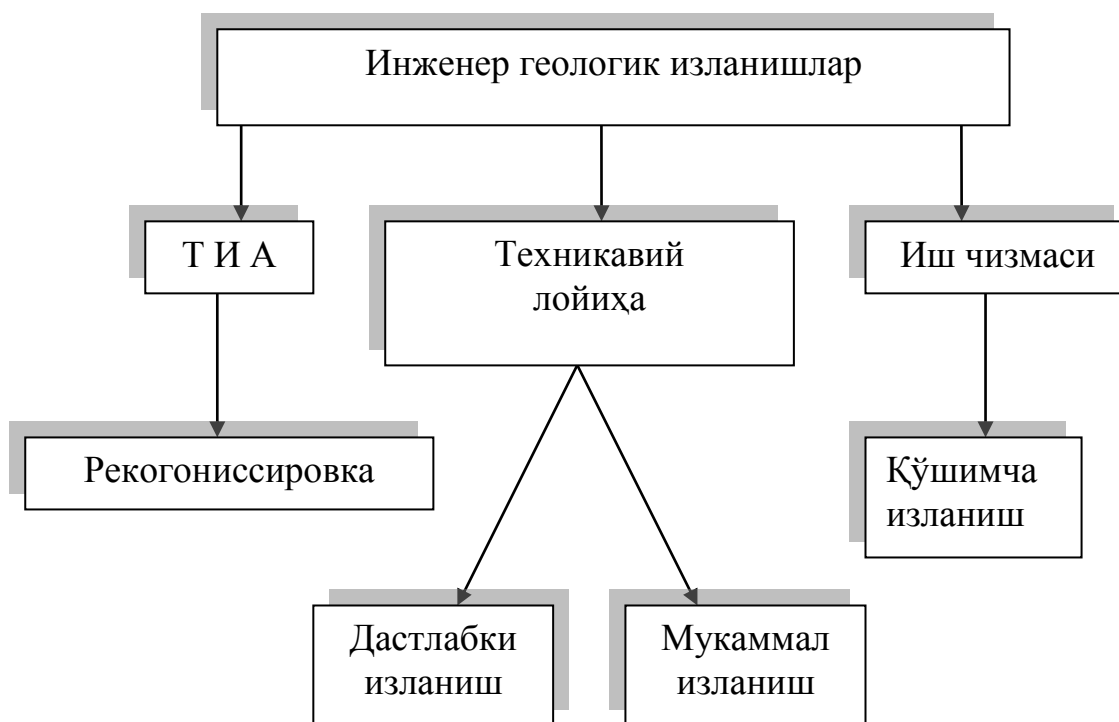 Инженер геологик изланишлар
Т И А
Техникавий
лойиҳа
Иш чизмаси
Рекогониссировка
Қўшимча
изланиш
Дастлабки
изланиш
Мукаммал
изланиш